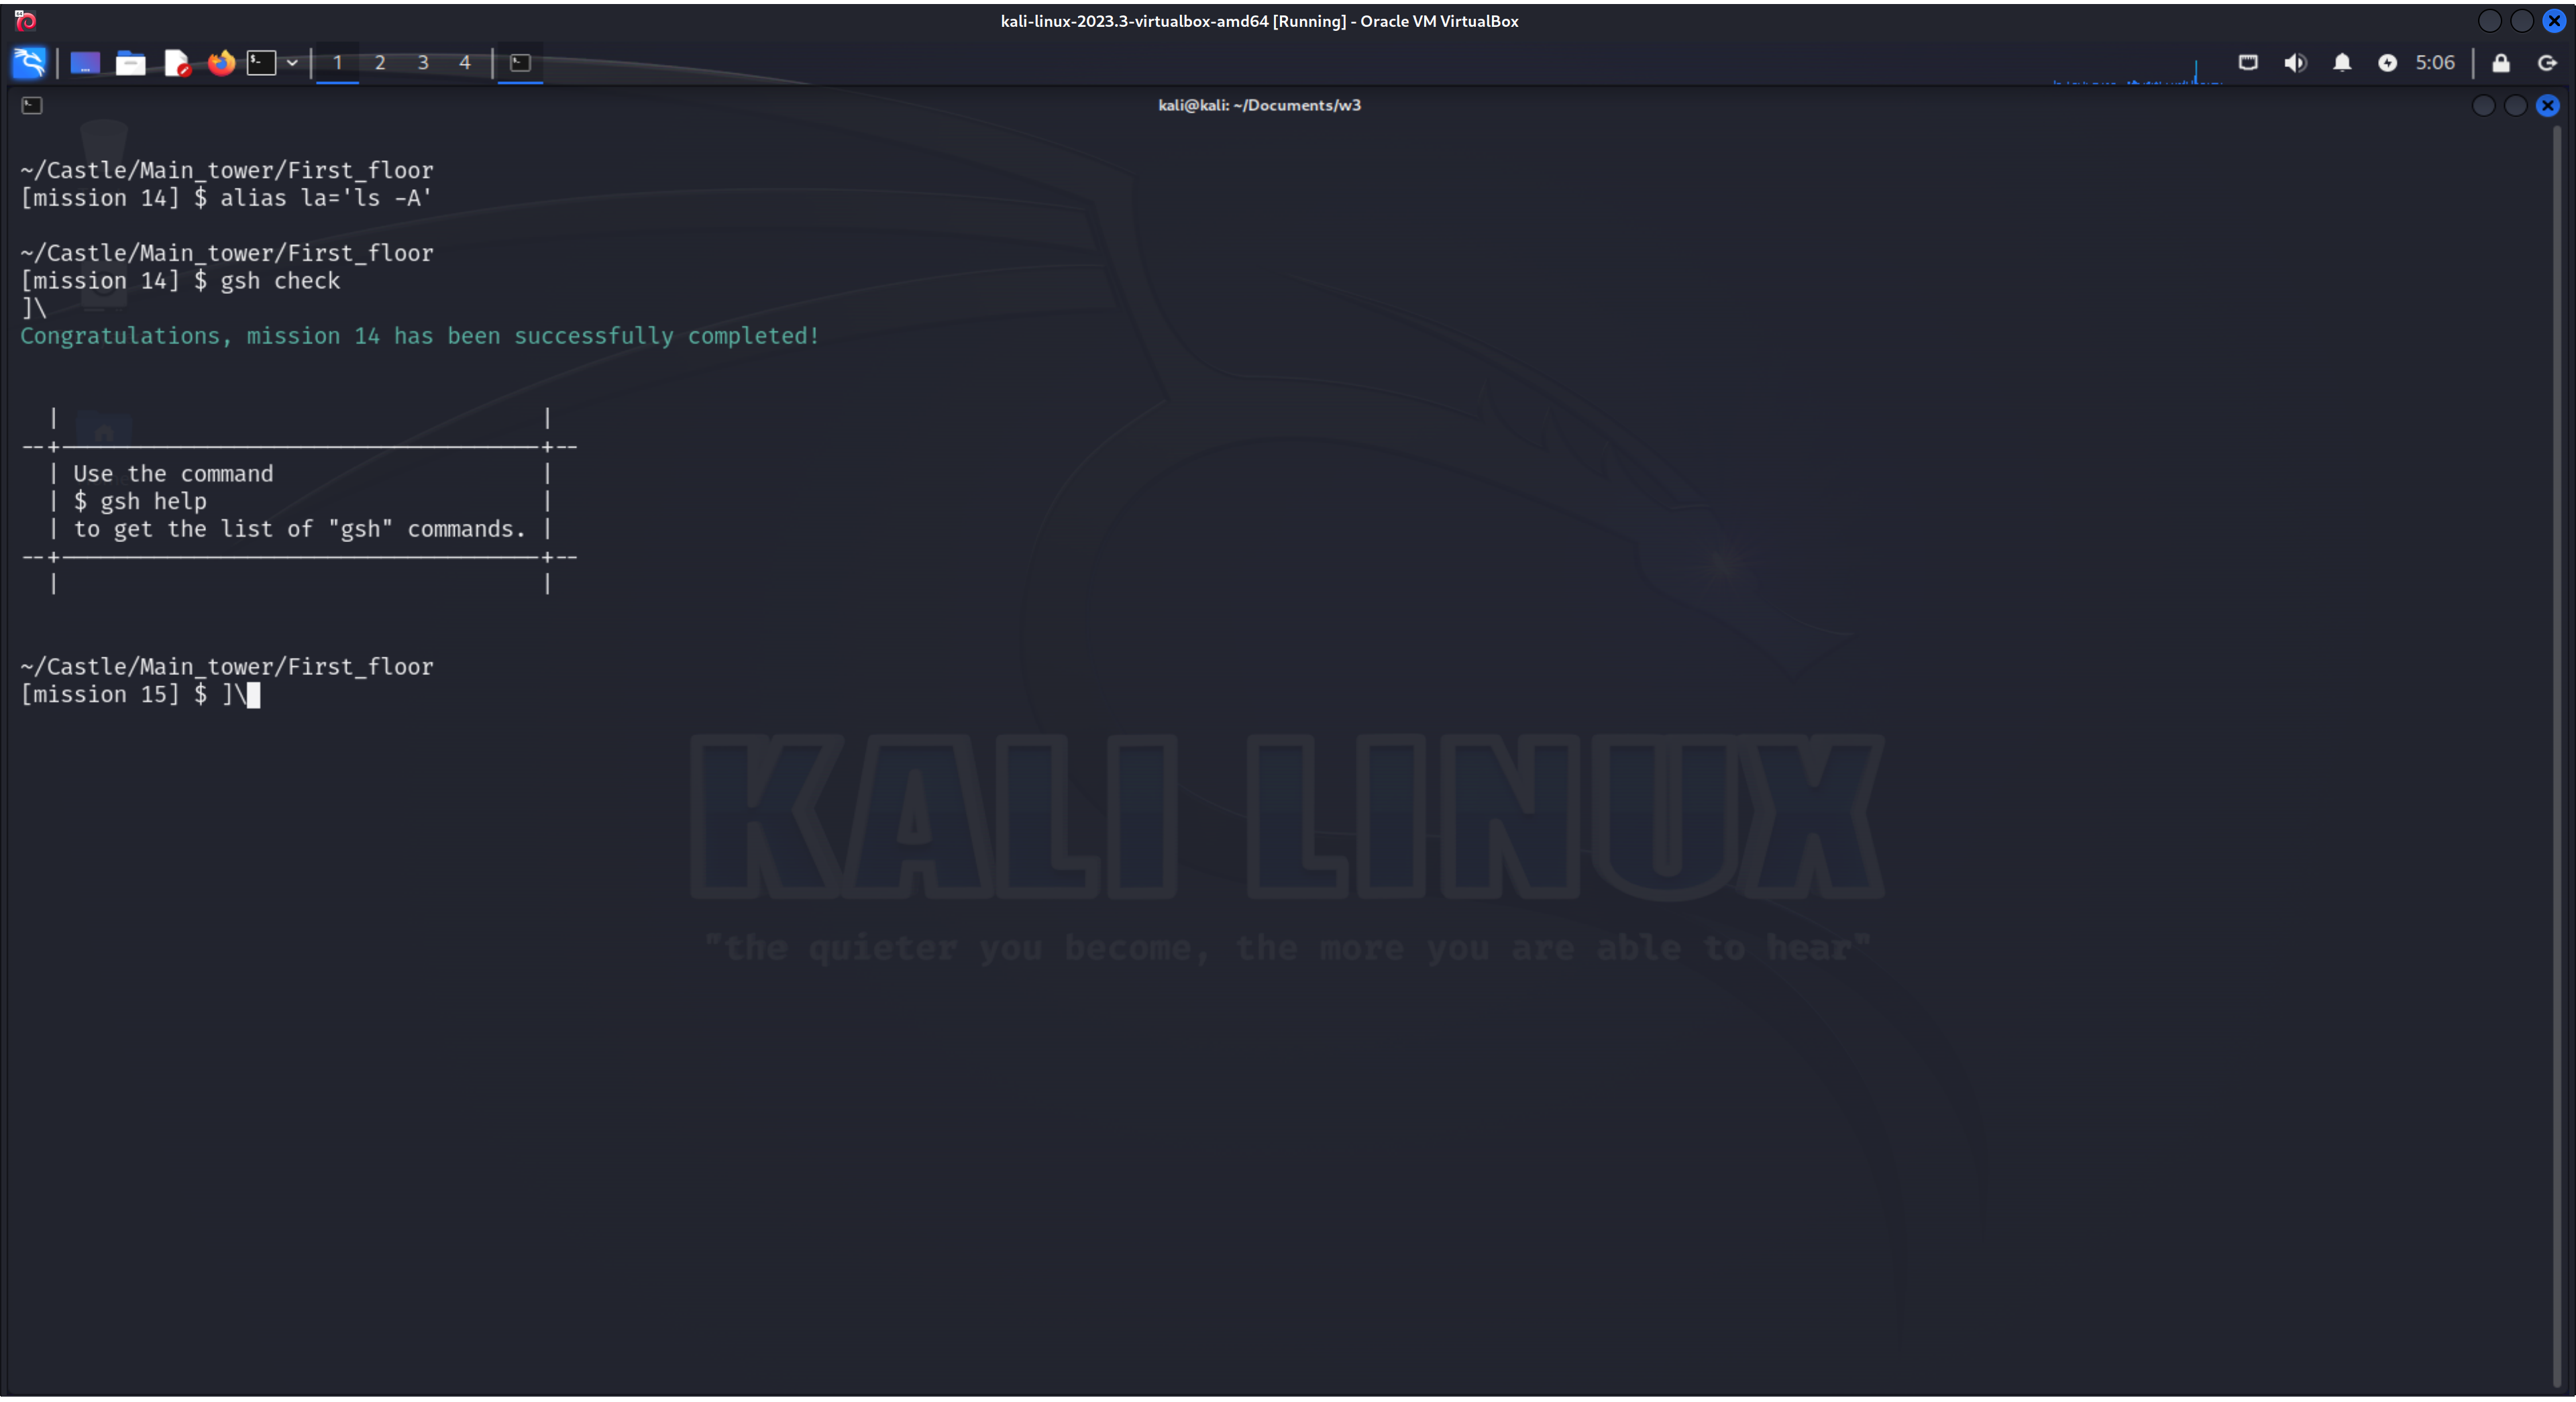 kali-linux-2023.3-virtualbox-amd64 [Running] - Oracle VM VirtualBox
1 2 3 4 5:06
kali@kali: ~/Documents/w3
~/Castle/Main_tower/First_floor
[mission 14] $ alias la='ls -A'
~/Castle/Main_tower/First_floor
[mission 14] $ gsh check
]\
Congratulations, mission 14 has been successfully completed!
Use the command
$ gsh help
to get the list of "gsh" commands.
~/Castle/Main_tower/First_floor
[mission 15] $ ]\
KALI LINUX
"the quieter you become, the more you are able to hear"